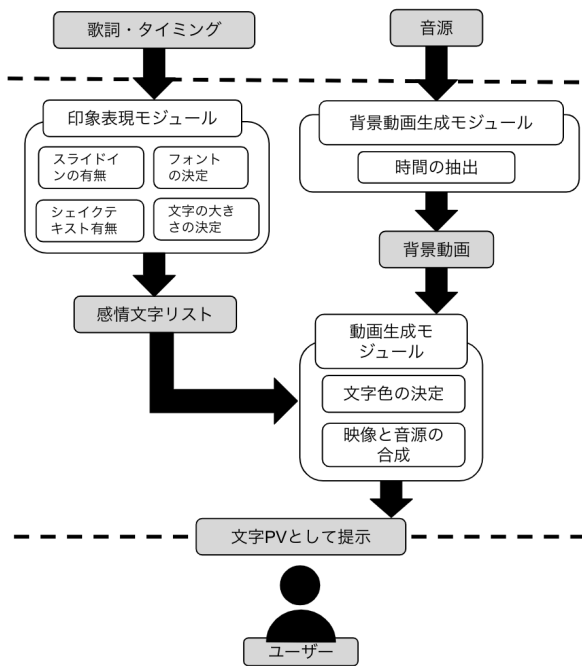 歌詞・タイミング
音源
印象表現モジュール
スライドイ
ンの有無
フォント
の決定
シェイクテ
キスト有無
文字の大き
さの決定
背景動画生成モジュール
時間の抽出
背景動画
感情文字リスト
動画生成モ
ジュール
文字色の決定
映像と音源の
合成
文字PVとして提示
ユーザー